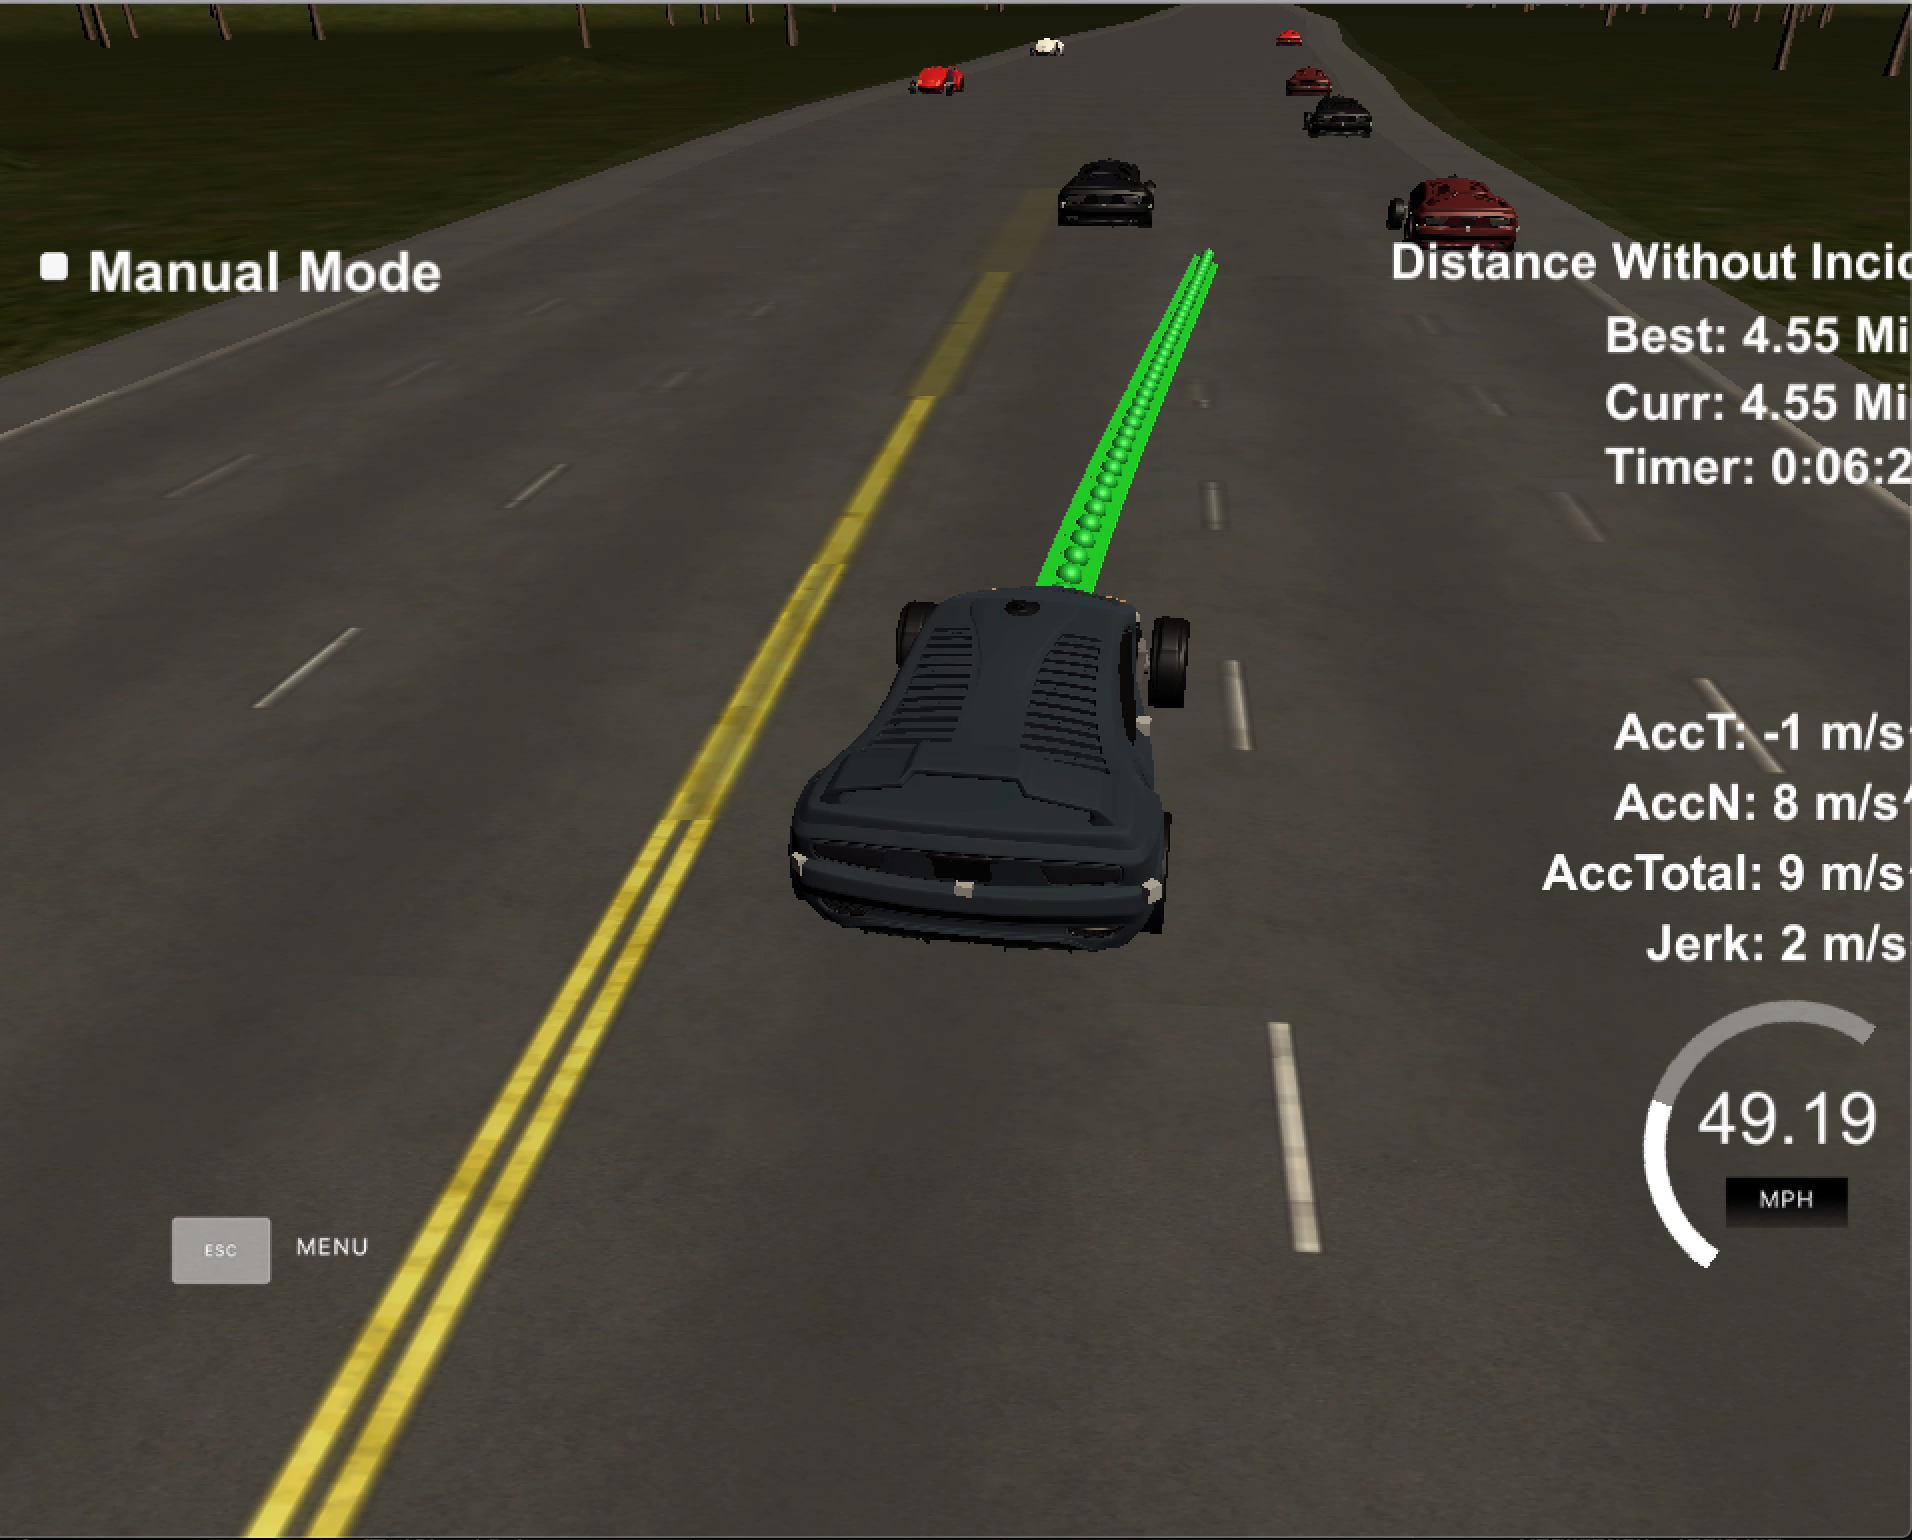 Manual Mode
Distance Without Incid
Best: 4.55 Mi
Curr: 4.55 Mi
Timer: 0:06:2
AccT: -1 m/s
AccN: 8 m/s^
AccTotal: 9 m/s
Jerk: 2 m/s
49.19
MPH
ESC MENU